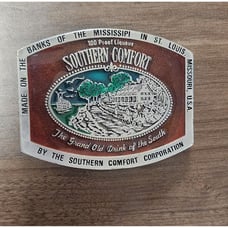 MADE ON THE BANKS OF THE MISSISSIPPI IN ST. LOUIS MISSOURI, U.S.A
100 Proof Liqueur
SOUTHERN COMFORT
The Grand Old Drink of the South
BY THE SOUTHERN COMFORT CORPORATION